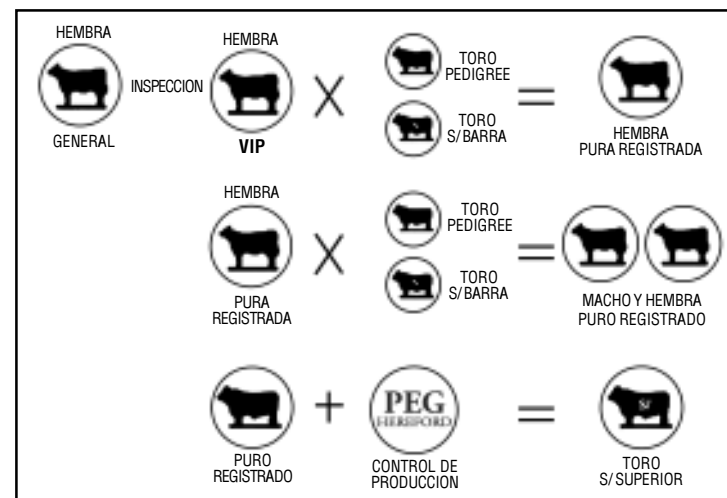 HEMBRA
GENERAL
INSPECCION
HEMBRA
VIP
X
TORO
PEDIGREE
TORO
S/BARRA
=
HEMBRA
PURA REGISTRADA
HEMBRA
PURA
REGISTRADA
X
TORO
PEDIGREE
TORO
S/BARRA
=
MACHO Y HEMBRA
PURO REGISTRADO
PURO
REGISTRADO
+
PEG
HEREFORD
CONTROL DE
PRODUCCION
=
S/
TORO
S/SUPERIOR